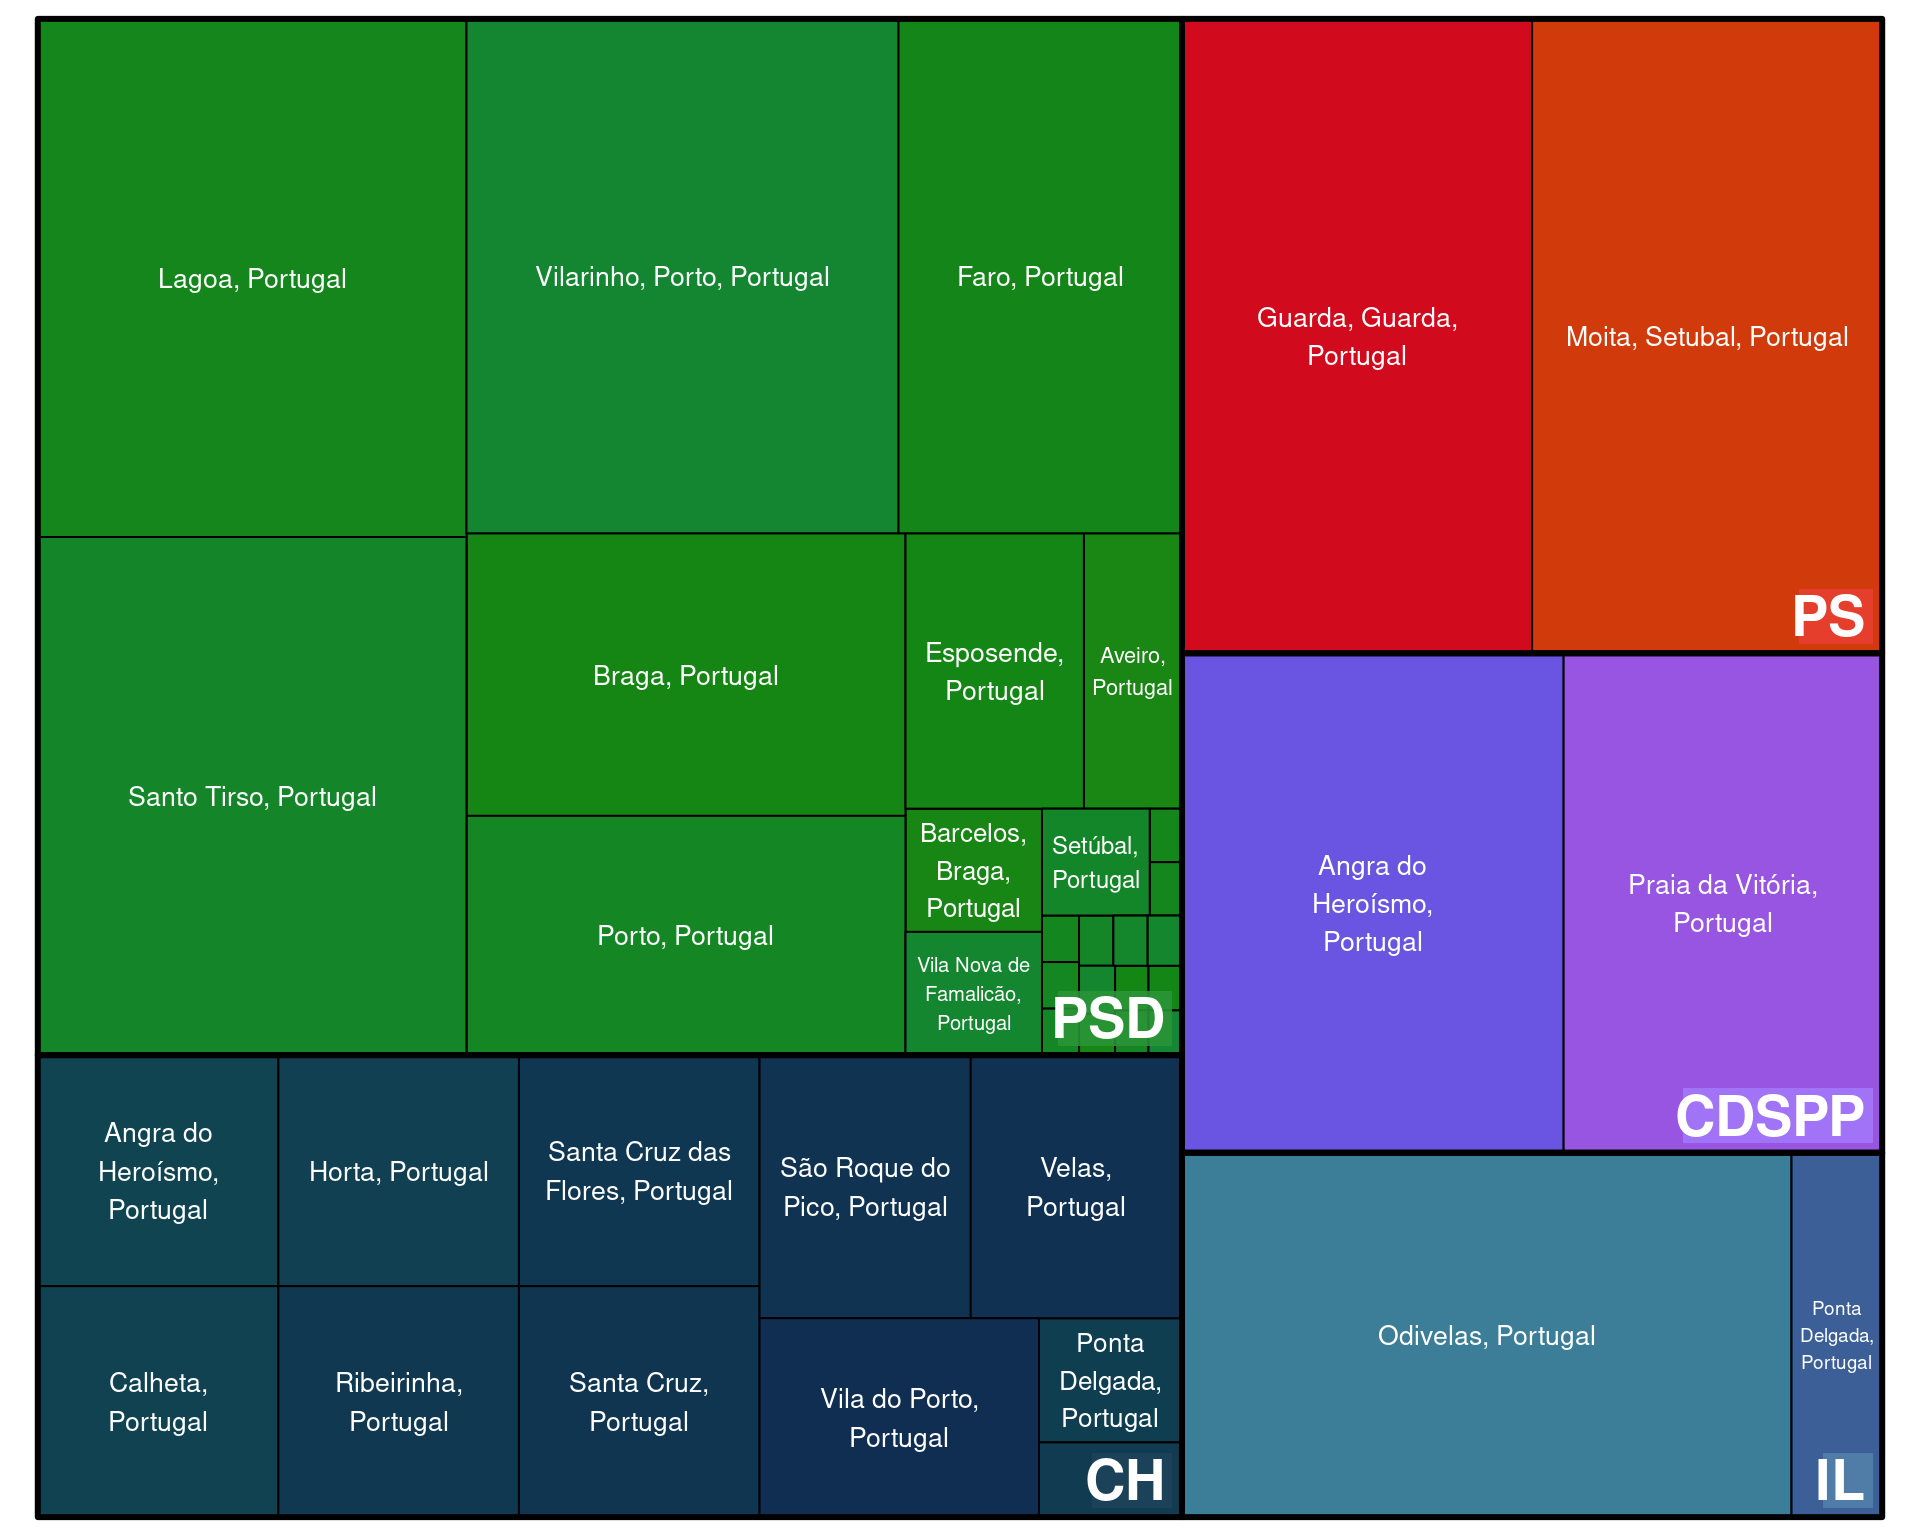 Lagoa, Portugal
Vilarinho, Porto, Portugal
Faro, Portugal
Santo Tirso, Portugal
Braga, Portugal
Esposende,
Portugal
Aveiro,
Portugal
Porto, Portugal
Barcelos,
Braga,
Portugal
Setúbal,
Portugal
Vila Nova de
Famalicão,
Portugal
PSD
Guarda, Guarda,
Portugal
Moita, Setubal, Portugal
PS
Angra do
Heroísmo,
Portugal
Praia da Vitória,
Portugal
CDSPP
Angra do
Heroísmo,
Portugal
Horta, Portugal
Santa Cruz das
Flores, Portugal
São Roque do
Pico, Portugal
Velas,
Portugal
Calheta,
Portugal
Ribeirinha,
Portugal
Santa Cruz,
Portugal
Vila do Porto,
Portugal
Ponta
Delgada,
Portugal
CH
Odivelas, Portugal
Ponta
Delgada,
Portugal
IL